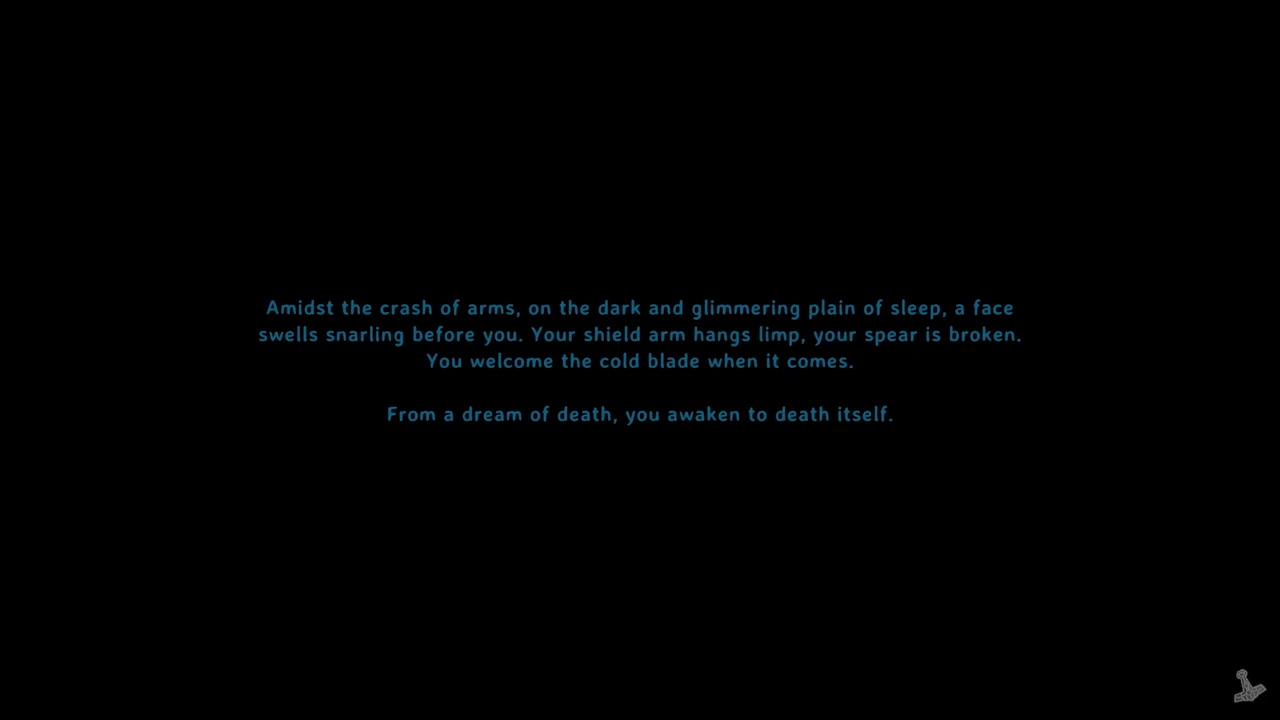 Amidst the crash of arms, on the dark and glimmering plain of sleep, a face
swells snarling before you. Your shield arm hangs limp, your spear is broken.
You welcome the cold blade when it comes.
From a dream of death, you awaken to death itself.